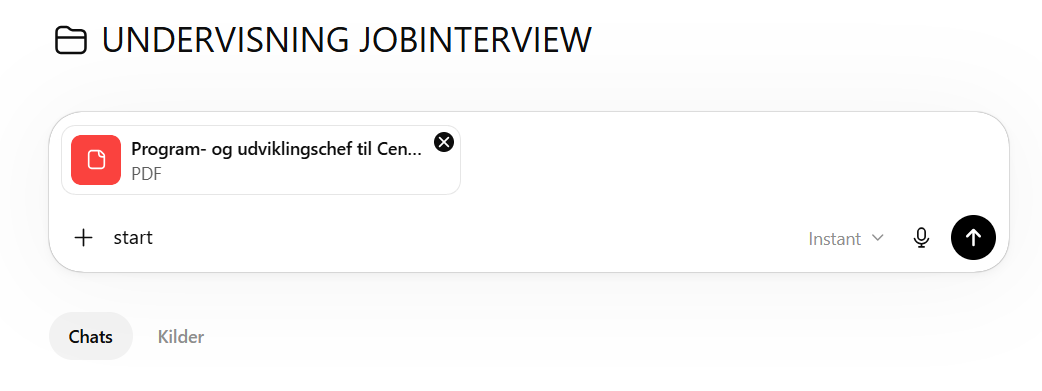 UNDERVISNING JOBINTERVIEW
Program- og udviklingschef til Cen...
PDF
start
Instant
Chats
Kilder